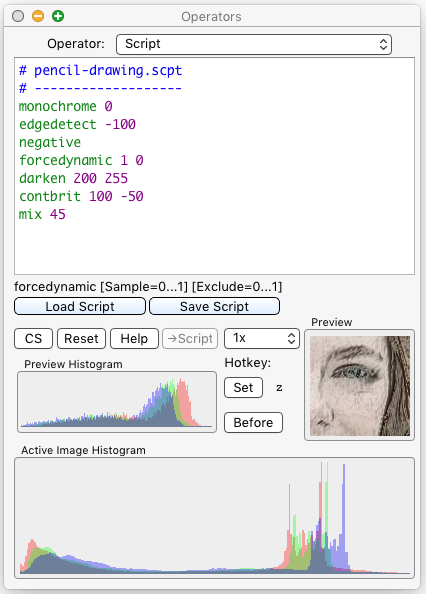 Operators
Operator: Script
# pencil-drawing.scpt
# -------------------
monochrome 0
edgedetect -100
negative
forcedynamic 1 0
darken 200 255
contbrit 100 -50
mix 45
forcedynamic [Sample=0...1] [Exclude=0...1]
Load Script Save Script
CS Reset Help →Script 1x
Preview
Preview Histogram
Hotkey:
Set z
Before
Active Image Histogram